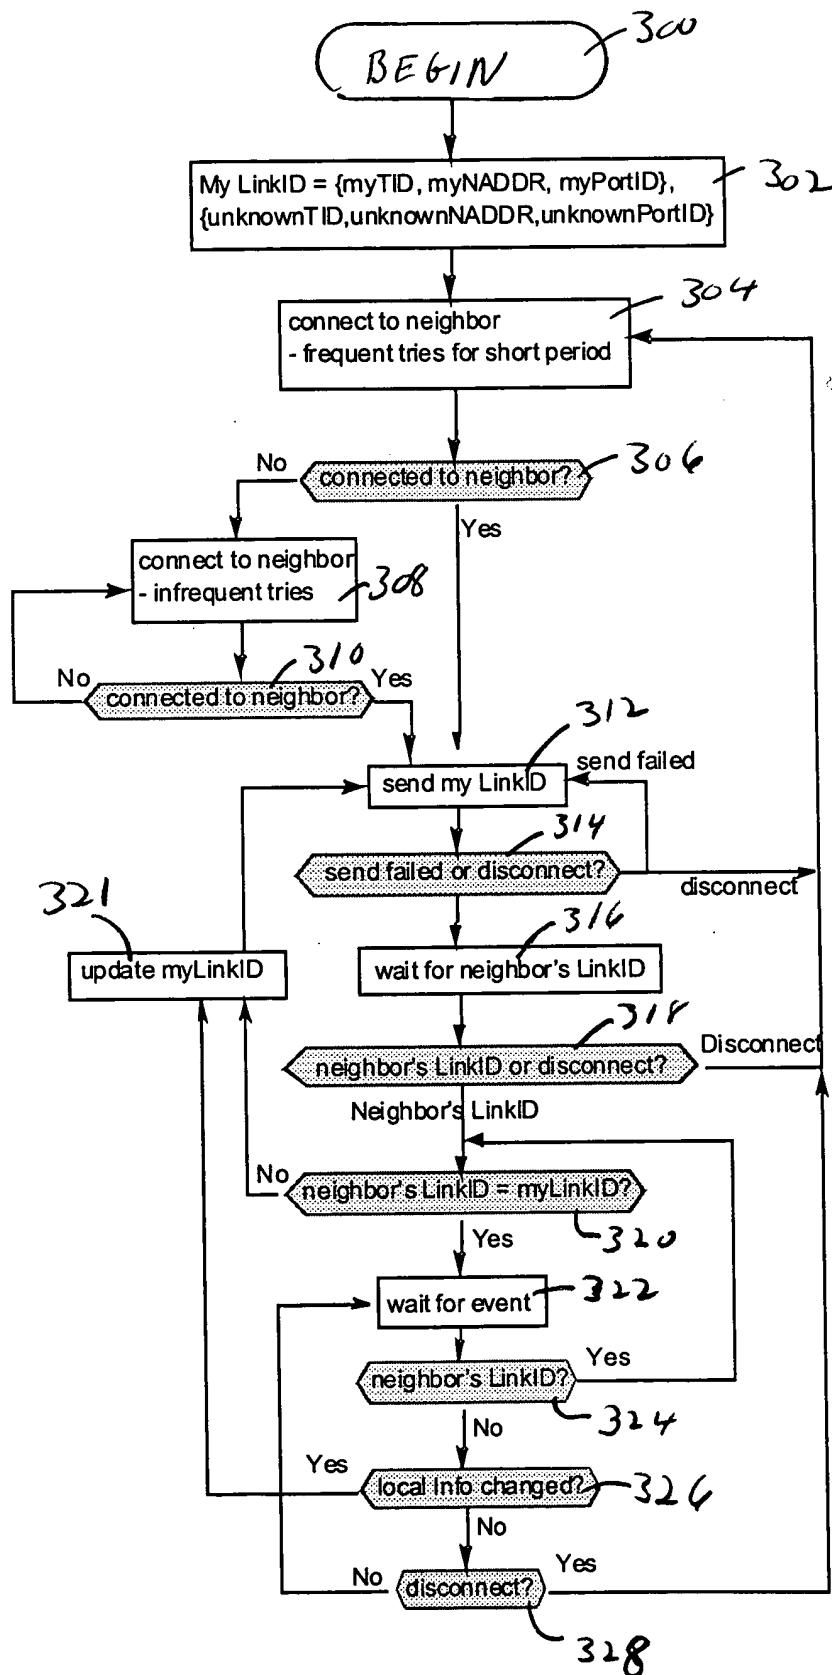 300
BEGIN
My LinkID = {myTID, myNADDR, myPortID},
302
{unknownTID,unknownNADDR,unknownPortID}
304
connect to neighbor
- frequent tries for short period
No
connected to neighbor?
306
Yes
connect to neighbor
- infrequent tries
308
310
No
Yes
connected to neighbor?
312
send failed
send my LinkID
314
send failed or disconnect?
disconnect
321
316
update myLinkID
wait for neighbor's LinkID
318
Disconnect
neighbor's LinkID or disconnect?
Neighbor's LinkID
No
neighbor's LinkID = myLinkID?
320
Yes
wait for event
322
Yes
neighbor's LinkID?
324
No
Yes
local Info changed?
326
No
No
Yes
disconnect?
328